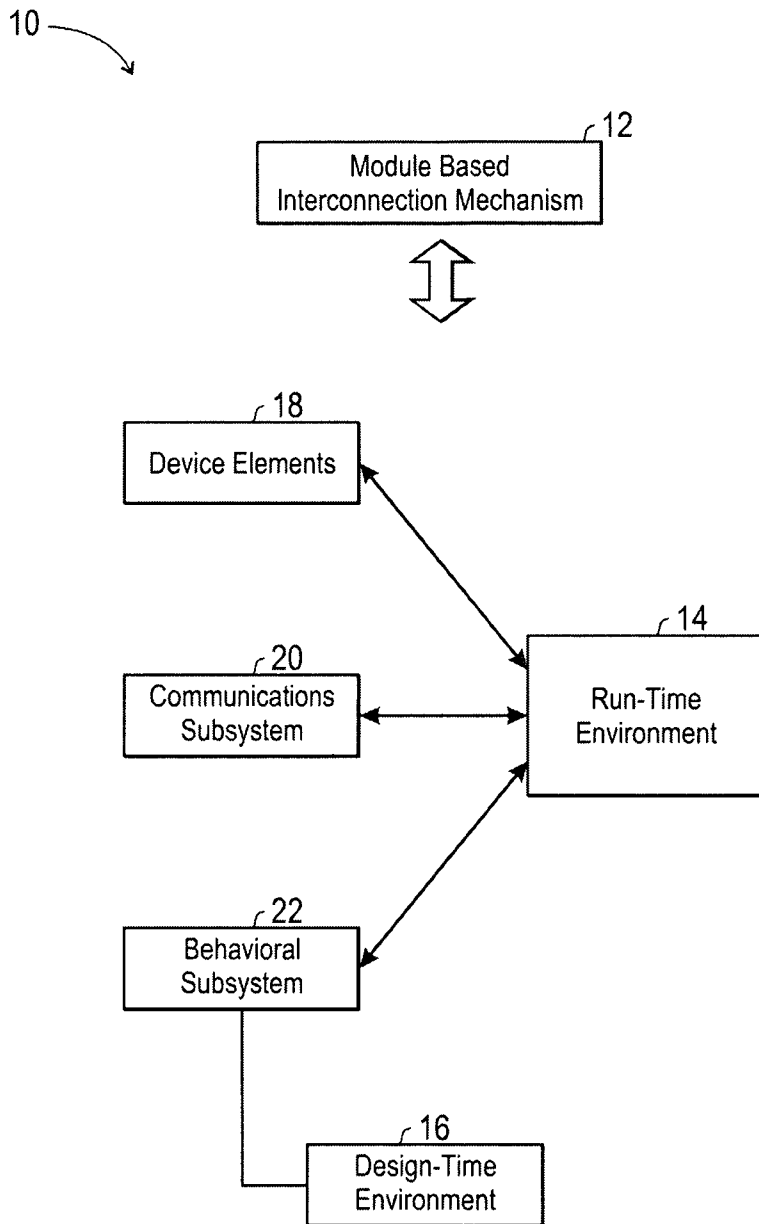 10
12
Module Based
Interconnection Mechanism
18
Device Elements
14
Run-Time
Environment
20
Communications
Subsystem
22
Behavioral
Subsystem
16
Design-Time
Environment